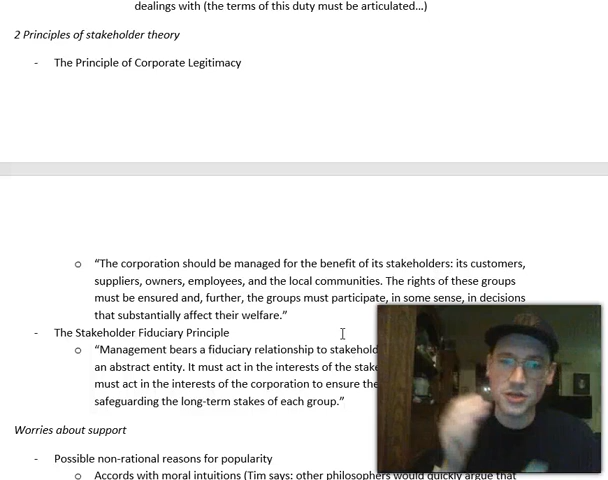 dealings with (the terms of this duty must be articulated…)
2 Principles of stakeholder theory
- The Principle of Corporate Legitimacy
o "The corporation should be managed for the benefit of its stakeholders: its customers,
suppliers, owners, employees, and the local communities. The rights of these groups
must be ensured and, further, the groups must participate, in some sense, in decisions
that substantially affect their welfare."
- The Stakeholder Fiduciary Principle
o "Management bears a fiduciary relationship to stakehold
an abstract entity. It must act in the interests of the stake
must act in the interests of the corporation to ensure the
safeguarding the long-term stakes of each group."
Worries about support
- Possible non-rational reasons for popularity
o Accords with moral intuitions (Tim says: other philosophers would quickly argue that